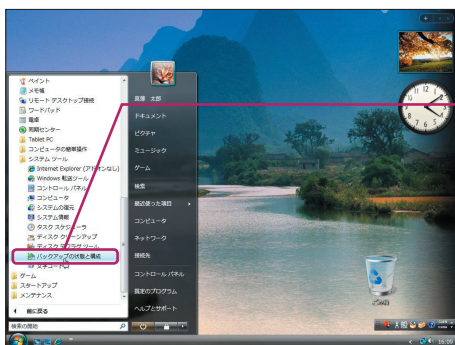 ペイント
メモ帳
リモート デスクトップ接続
ワードパッド
電卓
同期センター
Tablet PC
コンピュータの簡単操作
システム ツール
Internet Explorer (アドオンなし)
Windows 転送ツール
コントロール パネル
コンピュータ
システムの復元
システム情報
タスク スケジューラ
ディスク クリーンアップ
ディスク デフラグ ツール
バックアップの状態と構成
文字コード
ゲーム
スタートアップ
メンテナンス
前に戻る
検索の開始
ドキュメント
ピクチャ
ミュージック
ゲーム
検索
最近使った項目
コンピュータ
ネットワーク
接続先
コントロール パネル
既定のプログラム
ヘルプとサポート
ごみ箱
12
3
6
9
A 般
16:09